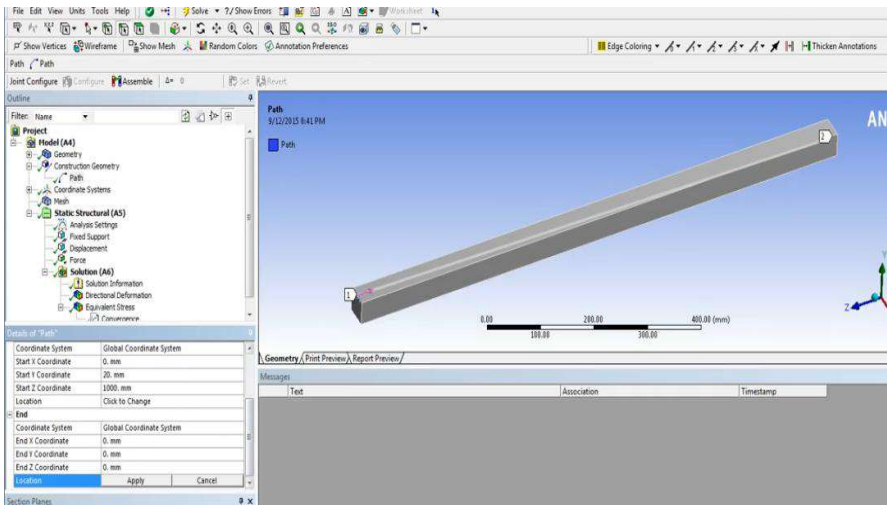 File Edit View Units Tools Help Solve ?/ Show Errors Worksheet
Show Vertices Wireframe Show Mesh Random Colors Annotation Preferences Edge Coloring Thicken Annotations
Path Path
Joint Configure Configure Assemble Δ= 0 Set Revert
Outline
Filter: Name
Project
Model (A4)
Geometry
Construction Geometry
Path
Coordinate Systems
Mesh
Static Structural (A5)
Analysis Settings
Fixed Support
Displacement
Force
Solution (A6)
Solution Information
Directional Deformation
Equivalent Stress
Convergence
Path
9/12/2015 8:41 PM
Path
AN
2
1
Y
Z
0.00 200.00 400.00 (mm)
100.00 300.00
Geometry Print Preview Report Preview
Details of "Path"
Coordinate System Global Coordinate System
Start X Coordinate 0. mm
Start Y Coordinate 20. mm
Start Z Coordinate 1000. mm
Location Click to Change
End
Coordinate System Global Coordinate System
End X Coordinate 0. mm
End Y Coordinate 0. mm
End Z Coordinate 0. mm
Location Apply Cancel
Section Planes
Messages
Text Association Timestamp